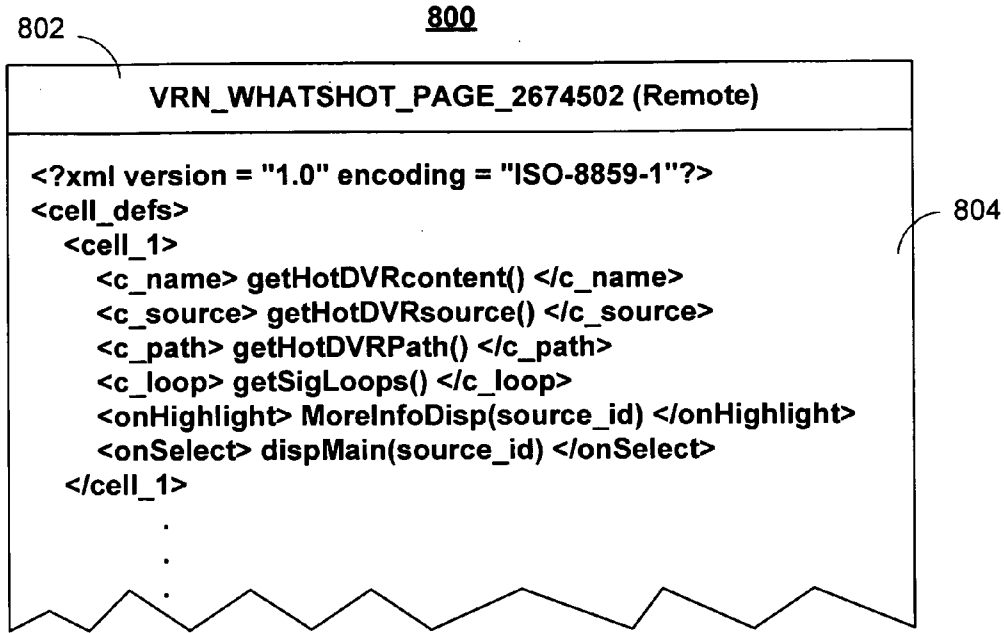 800
802
VRN_WHATSHOT_PAGE_2674502 (Remote)
<?xml version = "1.0" encoding = "ISO-8859-1"?>
<cell_defs>
<cell_1>
<c_name> getHotDVRcontent() </c_name>
<c_source> getHotDVRsource() </c_source>
<c_path> getHotDVRPath() </c_path>
<c_loop> getSigLoops() </c_loop>
<onHighlight> MoreInfoDisp(source_id) </onHighlight>
<onSelect> dispMain(source_id) </onSelect>
</cell_1>
.
.
.
804